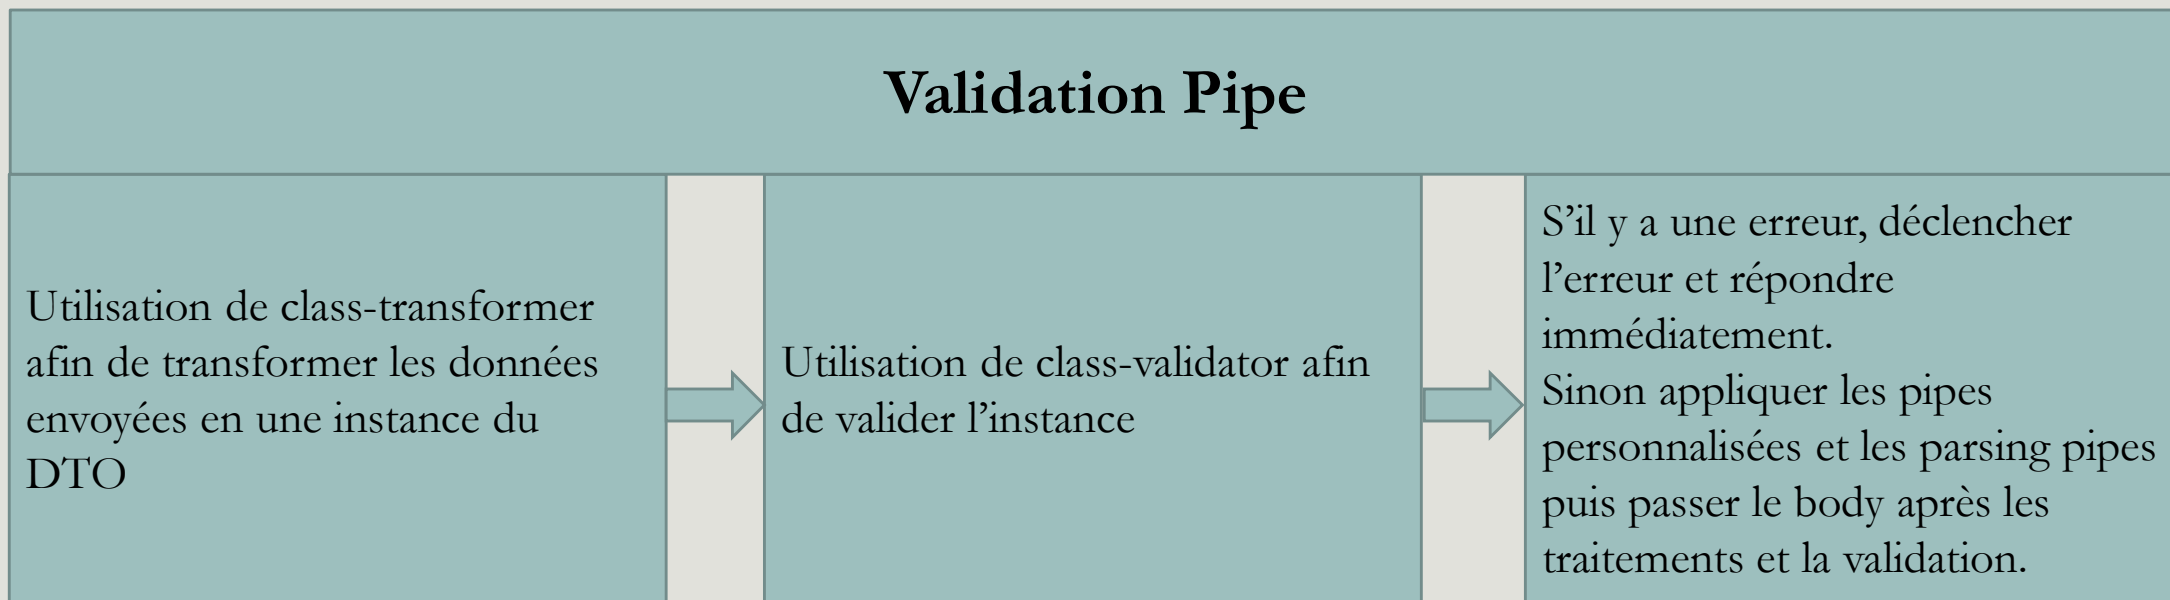 Validation Pipe
Utilisation de class-transformer
afin de transformer les données
envoyées en une instance du
DTO
Utilisation de class-validator afin
de valider l’instance
S’il y a une erreur, déclencher
l’erreur et répondre
immédiatement.
Sinon appliquer les pipes
personnalisées et les parsing pipes
puis passer le body après les
traitements et la validation.